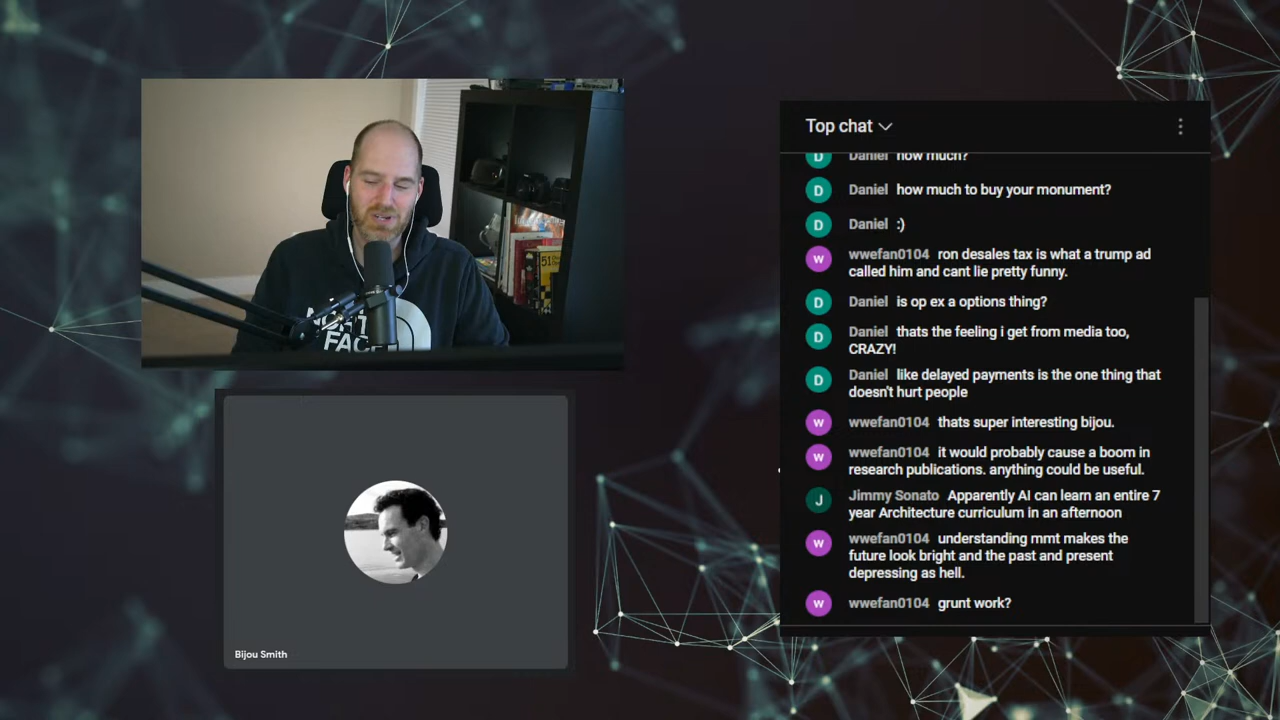 Top chat
Daniel how much?
Daniel how much to buy your monument?
Daniel :)
wwefan0104 ron desales tax is what a trump ad
called him and cant lie pretty funny.
Daniel is op ex a options thing?
Daniel thats the feeling i get from media too,
CRAZY!
Daniel like delayed payments is the one thing that
doesn't hurt people
wwefan0104 thats super interesting bijou.
wwefan0104 it would probably cause a boom in
research publications. anything could be useful.
Jimmy Sonato Apparently AI can learn an entire 7
year Architecture curriculum in an afternoon
wwefan0104 understanding mmt makes the
future look bright and the past and present
depressing as hell.
wwefan0104 grunt work?
D
D
D
W
D
D
D
W
W
J
W
W
NORTH
FACE
51
Bijou Smith